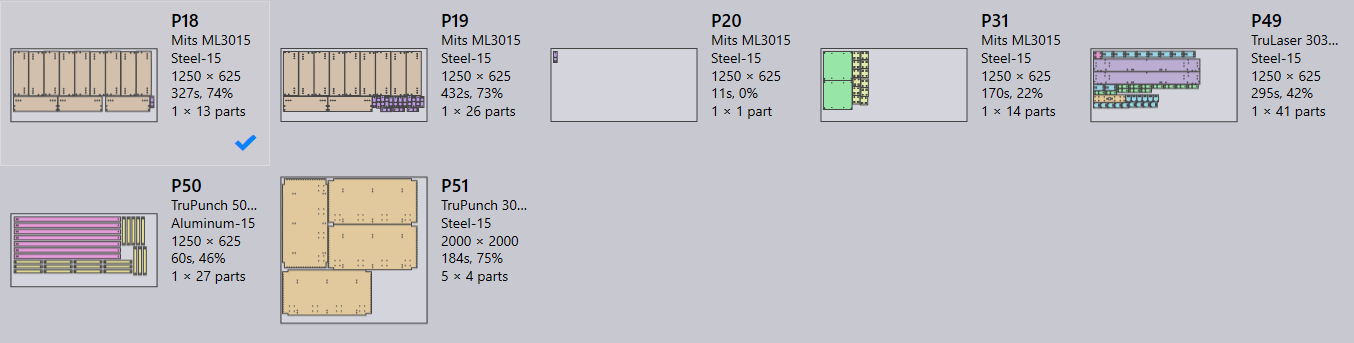 P18
Mits ML3015
Steel-15
1250 × 625
327s, 74%
1 × 13 parts
P19
Mits ML3015
Steel-15
1250 × 625
432s, 73%
1 × 26 parts
P20
Mits ML3015
Steel-15
1250 × 625
11s, 0%
1 × 1 part
P31
Mits ML3015
Steel-15
1250 × 625
170s, 22%
1 × 14 parts
P49
TruLaser 303...
Steel-15
1250 × 625
295s, 42%
1 × 41 parts
P50
TruPunch 50...
Aluminum-15
1250 × 625
60s, 46%
1 × 27 parts
P51
TruPunch 30...
Steel-15
2000 × 2000
184s, 75%
5 × 4 parts